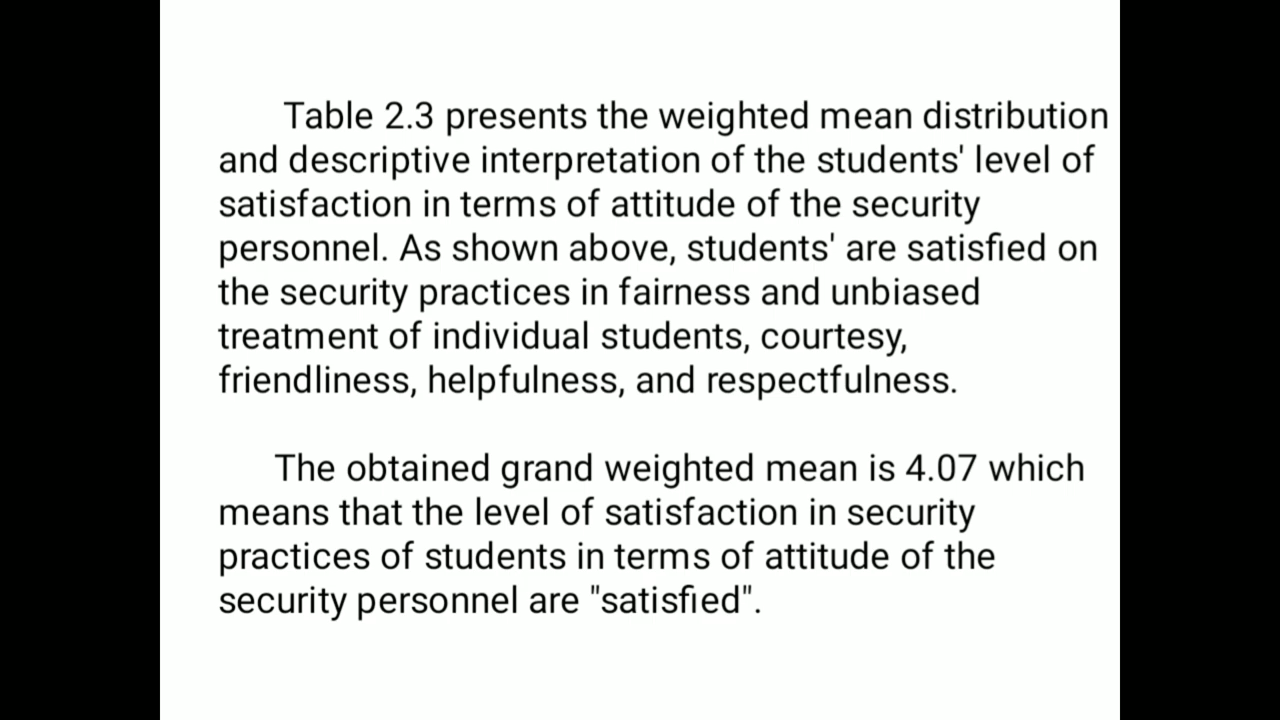 Table 2.3 presents the weighted mean distribution
and descriptive interpretation of the students' level of
satisfaction in terms of attitude of the security
personnel. As shown above, students' are satisfied on
the security practices in fairness and unbiased
treatment of individual students, courtesy,
friendliness, helpfulness, and respectfulness.
The obtained grand weighted mean is 4.07 which
means that the level of satisfaction in security
practices of students in terms of attitude of the
security personnel are "satisfied".